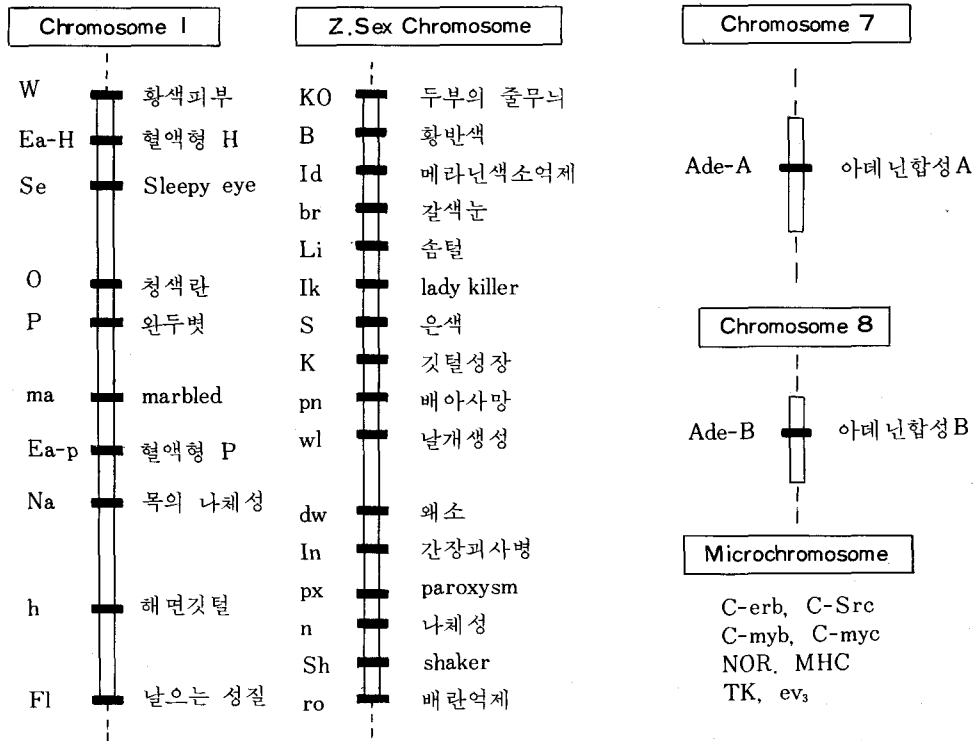 Chromosome 1
W 황색피부
Ea-H 혈액형 H
Se Sleepy eye
O 청색란
P 완두볏
ma marbled
Ea-p 혈액형 P
Na 목의 나체성
h 해면깃털
Fl 날으는 성질
Z.Sex Chromosome
KO 두부의 줄무늬
B 황반색
Id 메라닌색소억제
br 갈색눈
Li 솜털
Ik lady killer
S 은색
K 깃털성장
pn 배아사망
wl 날개생성
dw 왜소
In 간장괴사병
px paroxysm
n 나체성
Sh shaker
ro 배란억제
Chromosome 7
Ade-A 아데닌합성A
Chromosome 8
Ade-B 아데닌합성B
Microchromosome
C-erb, C-Src
C-myb, C-myc
NOR. MHC
TK, ev₃